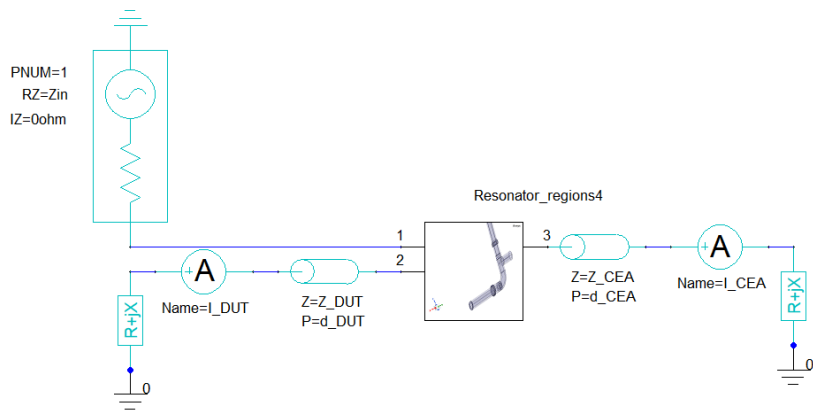 PNUM=1
RZ=Zin
IZ=0ohm
Resonator_regions4
1
2
3
A
Name=I_DUT
Z=Z_DUT
P=d_DUT
Z=Z_CEA
P=d_CEA
A
Name=I_CEA
R+jX
0
R+jX
0